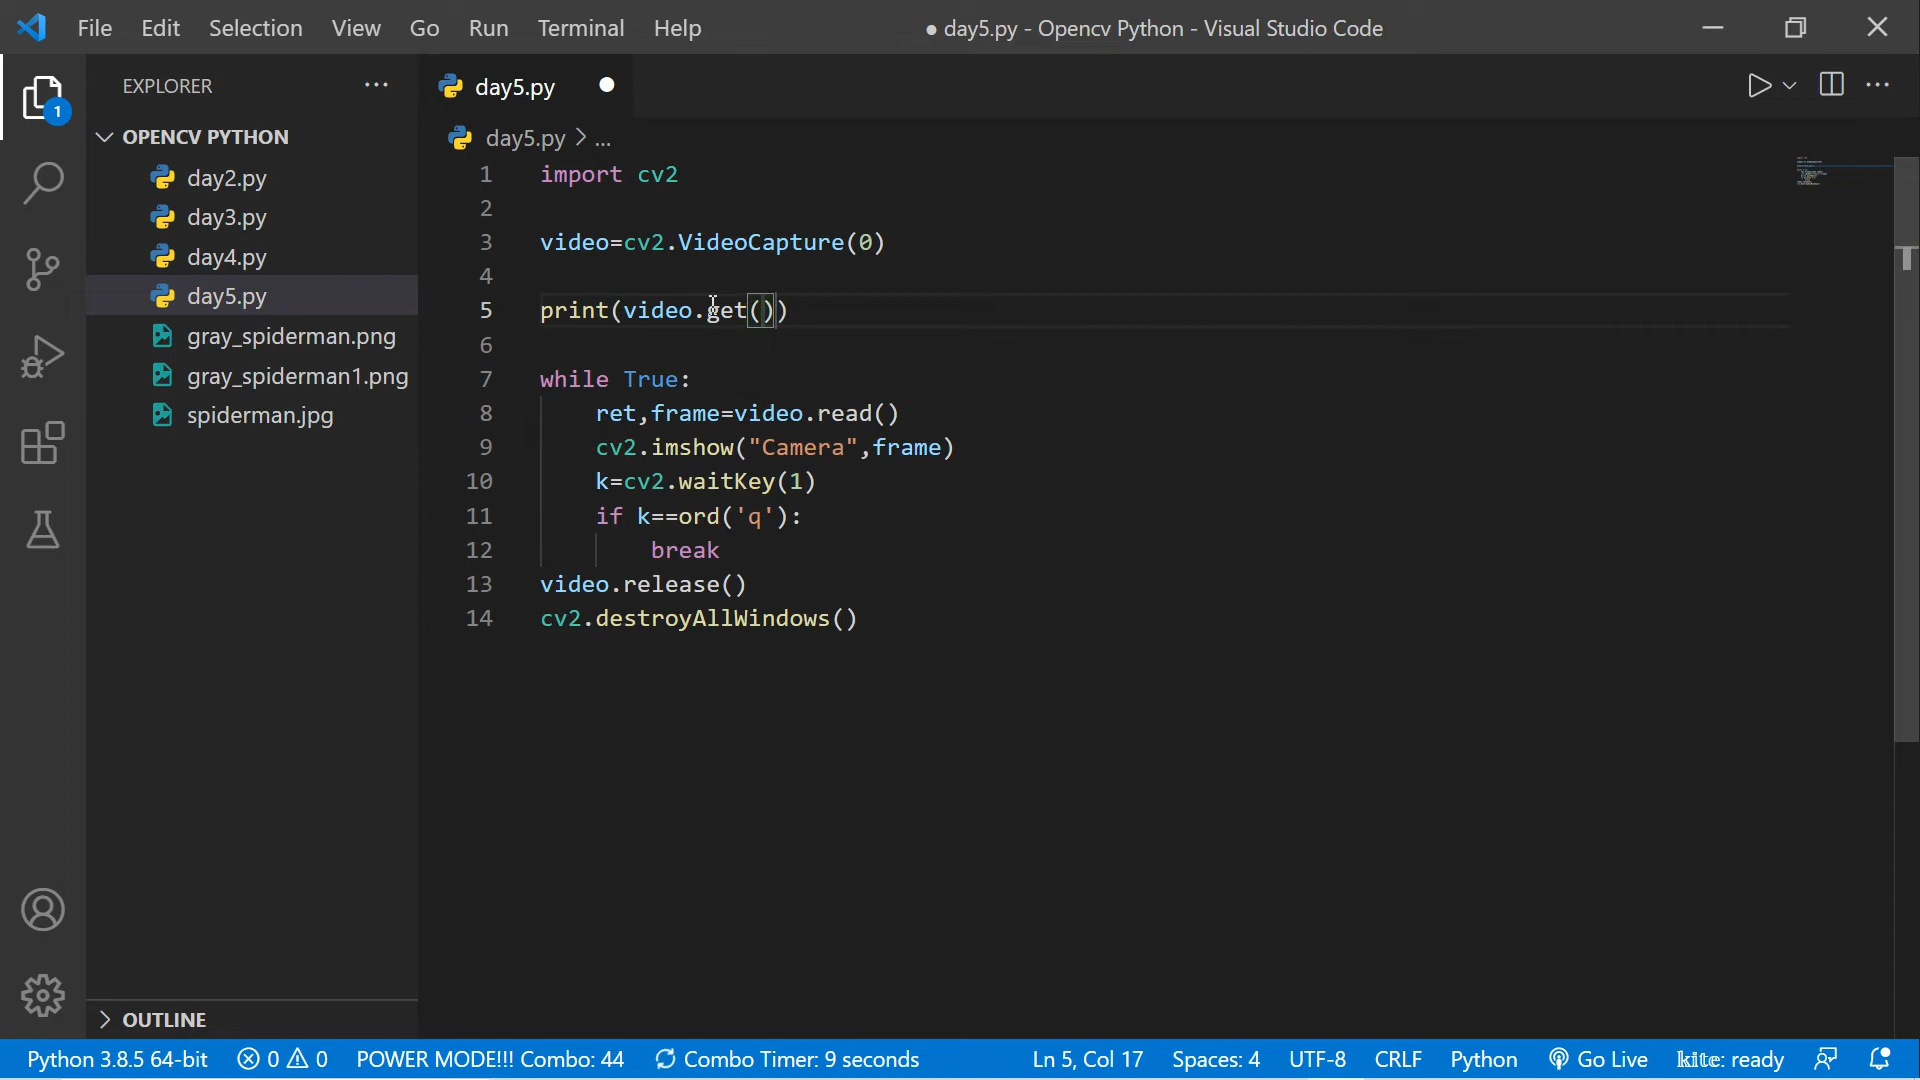 File Edit Selection View Go Run Terminal Help
● day5.py - Opencv Python - Visual Studio Code
EXPLORER ...
day5.py ●
1
OPENCV PYTHON
day5.py > ...
day2.py
day3.py
day4.py
day5.py
gray_spiderman.png
gray_spiderman1.png
spiderman.jpg
1 import cv2
2
3 video=cv2.VideoCapture(0)
4
5 print(video.get())
6
7 while True:
8 ret,frame=video.read()
9 cv2.imshow("Camera",frame)
10 k=cv2.waitKey(1)
11 if k==ord('q'):
12 break
13 video.release()
14 cv2.destroyAllWindows()
OUTLINE
Python 3.8.5 64-bit 0 0 POWER MODE!!! Combo: 44 Combo Timer: 9 seconds Ln 5, Col 17 Spaces: 4 UTF-8 CRLF Python Go Live kite: ready